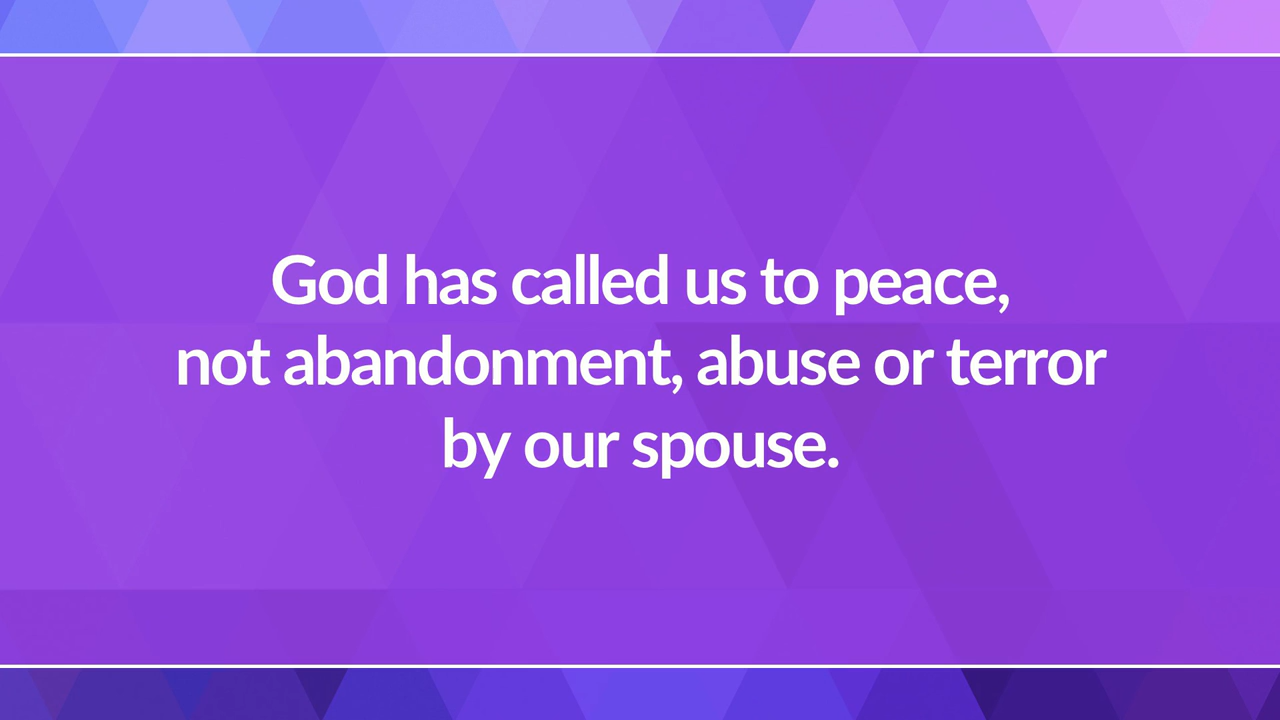 God has called us to peace,
not abandonment, abuse or terror
by our spouse.